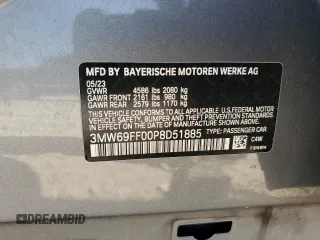 MFD BY BAYERISCHE MOTOREN WERKE AG
05/23
GVWR 4586 lbs 2080 kg
GAWR FRONT 2161 lbs 980 kg
GAWR REAR 2579 lbs 1170 kg
THIS VEHICLE CONFORMS TO ALL APPLICABLE
U.S. FEDERAL MOTOR VEHICLE SAFETY, BUMPER, AND
THEFT PREVENTION STANDARDS IN EFFECT ON
THE DATE OF MANUFACTURE SHOWN ABOVE.
3MW69FF00P8D51885 TYPE: PASSENGER CAR
C4W
DREAMBID